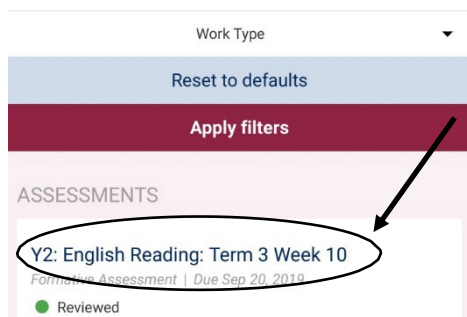 Work Type
Reset to defaults
Apply filters
ASSESSMENTS
Y2: English Reading: Term 3 Week 10
Formative Assessment | Due Sep 20, 2019
Reviewed